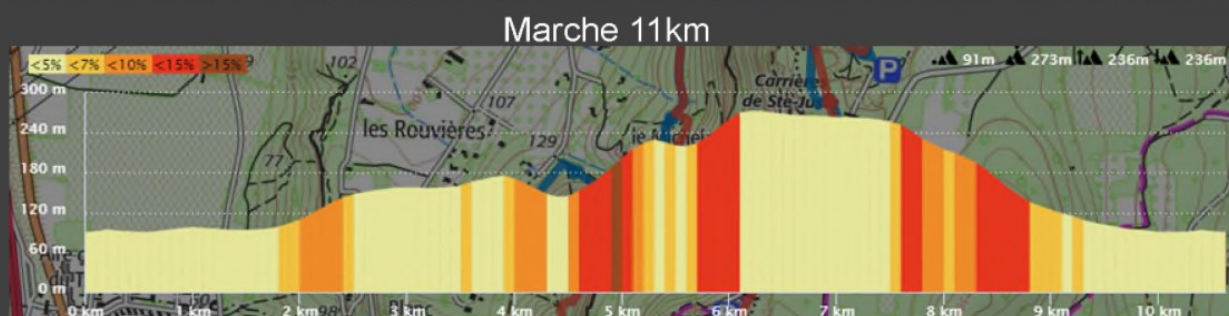 Marche 11km
<5% <7% <10% <15% >15%
91m 273m 236m 236m
102
P
Carrière
de Ste-Ju
300 m
107
les Rouvières
240 m
129
77
180 m
120 m
60 m
0 m
0 km 1 km 2 km 3 km 4 km 5 km 6 km 7 km 8 km 9 km 10 km
98